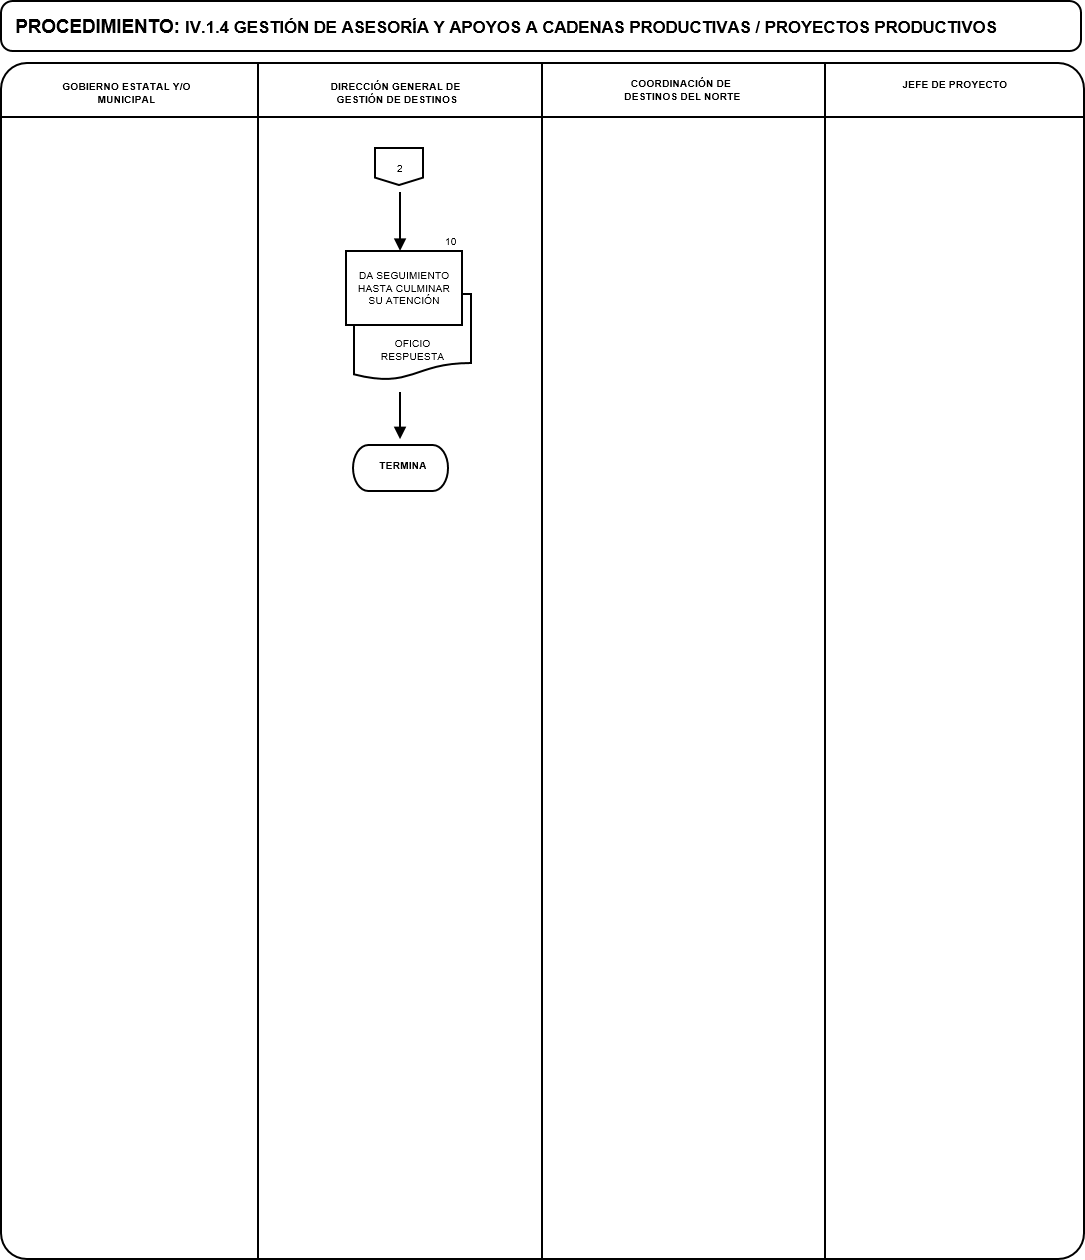 PROCEDIMIENTO: IV.1.4 GESTIÓN DE ASESORÍA Y APOYOS A CADENAS PRODUCTIVAS / PROYECTOS PRODUCTIVOS
GOBIERNO ESTATAL Y/O
MUNICIPAL
DIRECCIÓN GENERAL DE
GESTIÓN DE DESTINOS
COORDINACIÓN DE
DESTINOS DEL NORTE
JEFE DE PROYECTO
2
10
DA SEGUIMIENTO
HASTA CULMINAR
SU ATENCIÓN
OFICIO
RESPUESTA
TERMINA